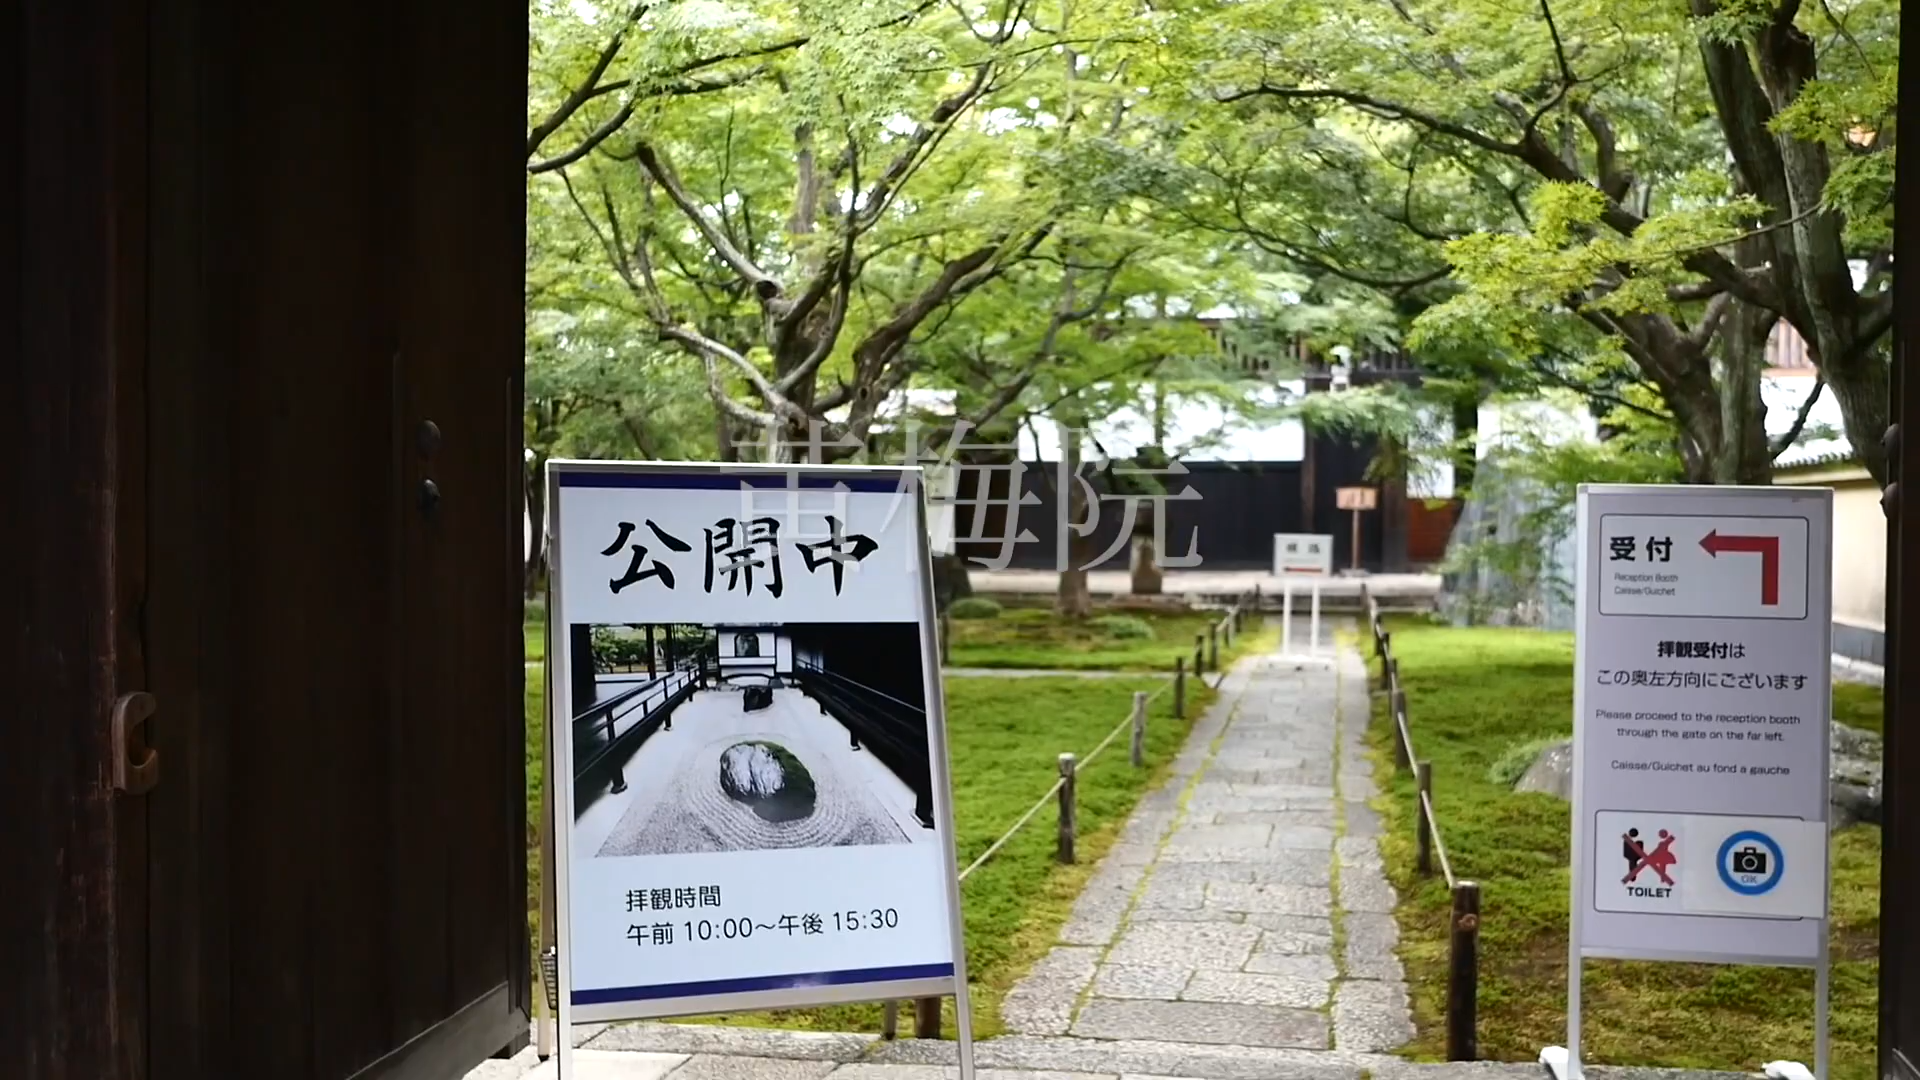 黄梅院
公開中
拝観時間
午前 10:00～午後 15:30
受付
Reception Booth
Caisse/Guichet
拝観受付は
この奥左方向にございます
Please proceed to the reception booth
through the gate on the far left.
Caisse/Guichet au fond a gauche
TOILET
OK